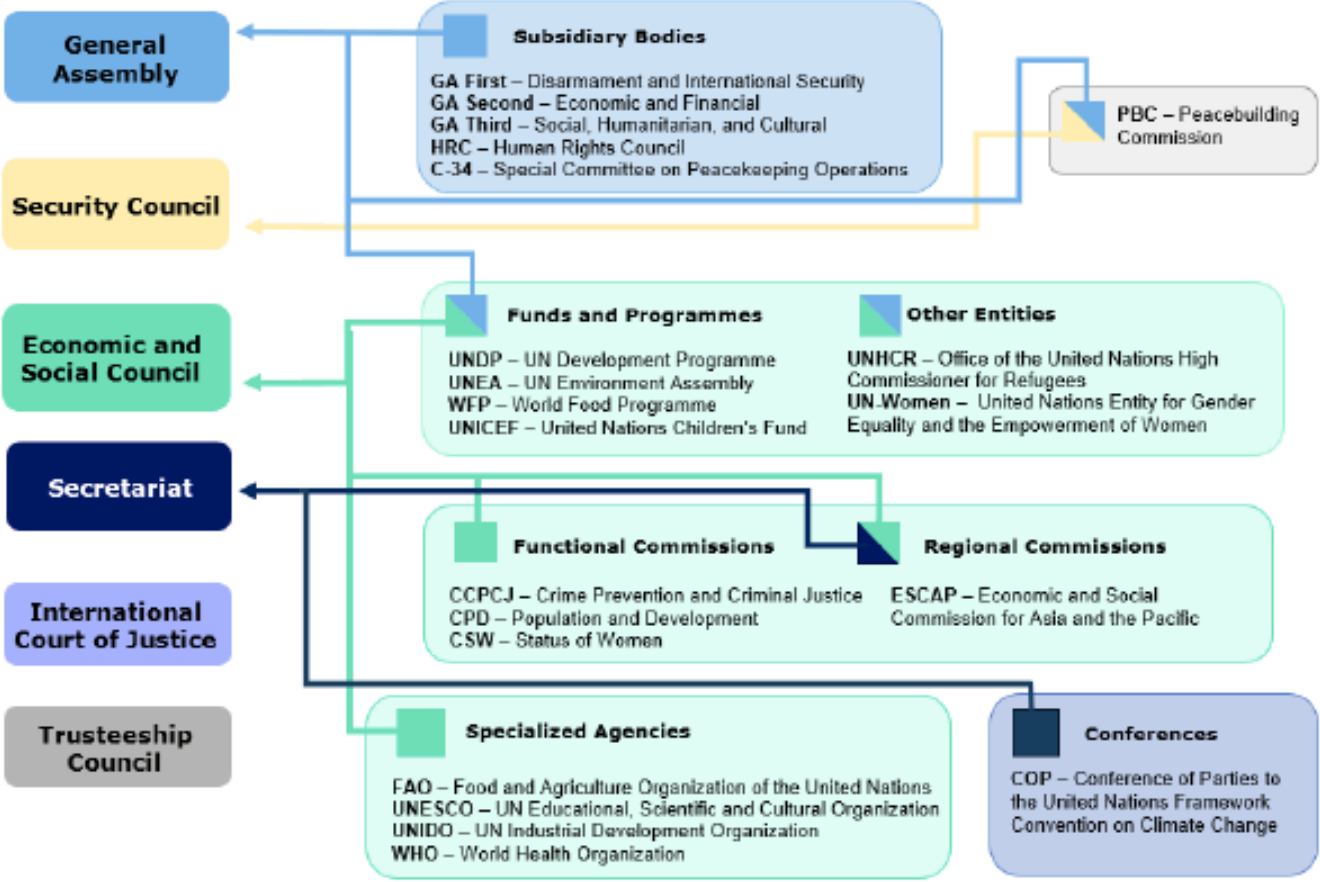 General
Assembly
Security Council
Economic and
Social Council
Secretariat
International
Court of Justice
Trusteeship
Council
Subsidiary Bodies
GA First – Disarmament and International Security
GA Second – Economic and Financial
GA Third – Social, Humanitarian, and Cultural
HRC – Human Rights Council
C-34 – Special Committee on Peacekeeping Operations
PBC – Peacebuilding
Commission
Funds and Programmes
UNDP – UN Development Programme
UNEA – UN Environment Assembly
WFP – World Food Programme
UNICEF – United Nations Children's Fund
Other Entities
UNHCR – Office of the United Nations High
Commissioner for Refugees
UN-Women – United Nations Entity for Gender
Equality and the Empowerment of Women
Functional Commissions
CCPCJ – Crime Prevention and Criminal Justice
CPD – Population and Development
CSW – Status of Women
Regional Commissions
ESCAP – Economic and Social
Commission for Asia and the Pacific
Specialized Agencies
FAO – Food and Agriculture Organization of the United Nations
UNESCO – UN Educational, Scientific and Cultural Organization
UNIDO – UN Industrial Development Organization
WHO – World Health Organization
Conferences
COP – Conference of Parties to
the United Nations Framework
Convention on Climate Change